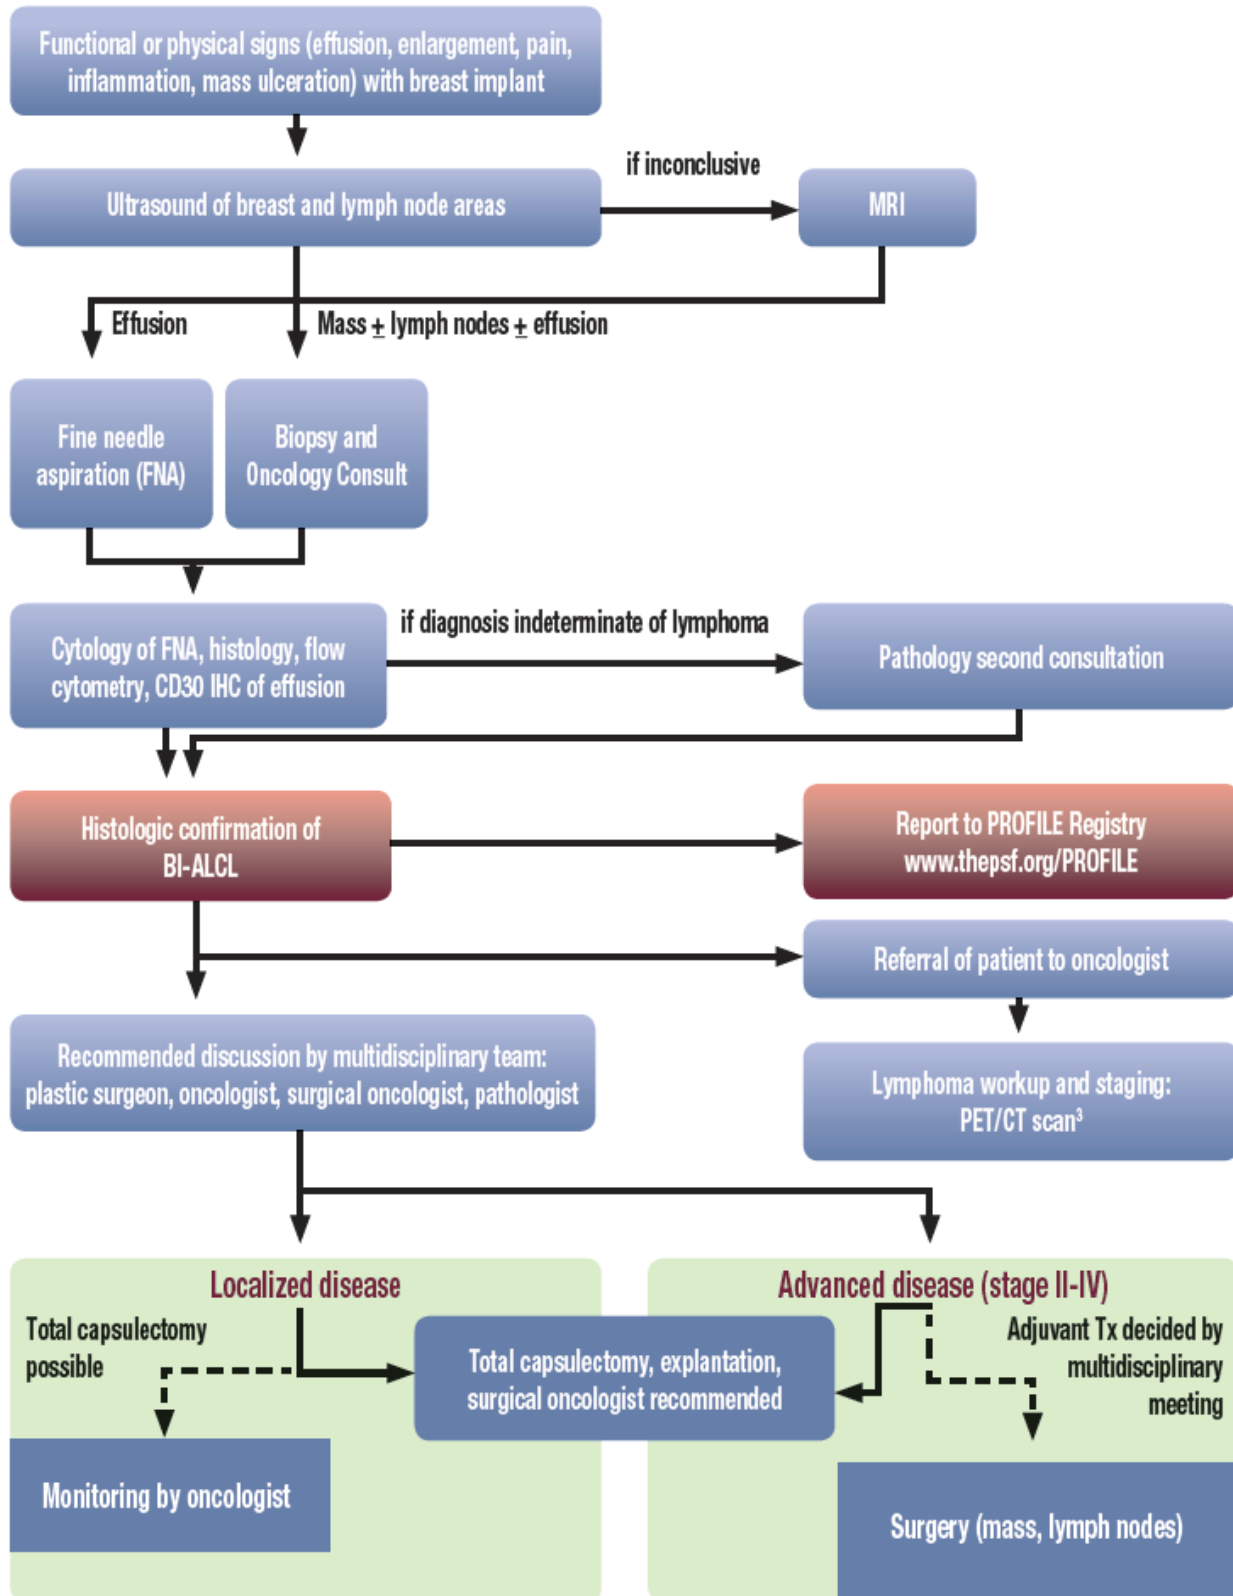 Functional or physical signs (effusion, enlargement, pain,
inflammation, mass ulceration) with breast implant
if inconclusive
Ultrasound of breast and lymph node areas
MRI
Effusion
Mass ± lymph nodes ± effusion
Fine needle
aspiration (FNA)
Biopsy and
Oncology Consult
Cytology of FNA, histology, flow
cytometry, CD30 IHC of effusion
if diagnosis indeterminate of lymphoma
Pathology second consultation
Histologic confirmation of
BI-ALCL
Report to PROFILE Registry
www.thepsf.org/PROFILE
Referral of patient to oncologist
Recommended discussion by multidisciplinary team:
plastic surgeon, oncologist, surgical oncologist, pathologist
Lymphoma workup and staging:
PET/CT scan³
Localized disease
Total capsulectomy
possible
Total capsulectomy, explantation,
surgical oncologist recommended
Monitoring by oncologist
Advanced disease (stage II-IV)
Adjuvant Tx decided by
multidisciplinary
meeting
Surgery (mass, lymph nodes)